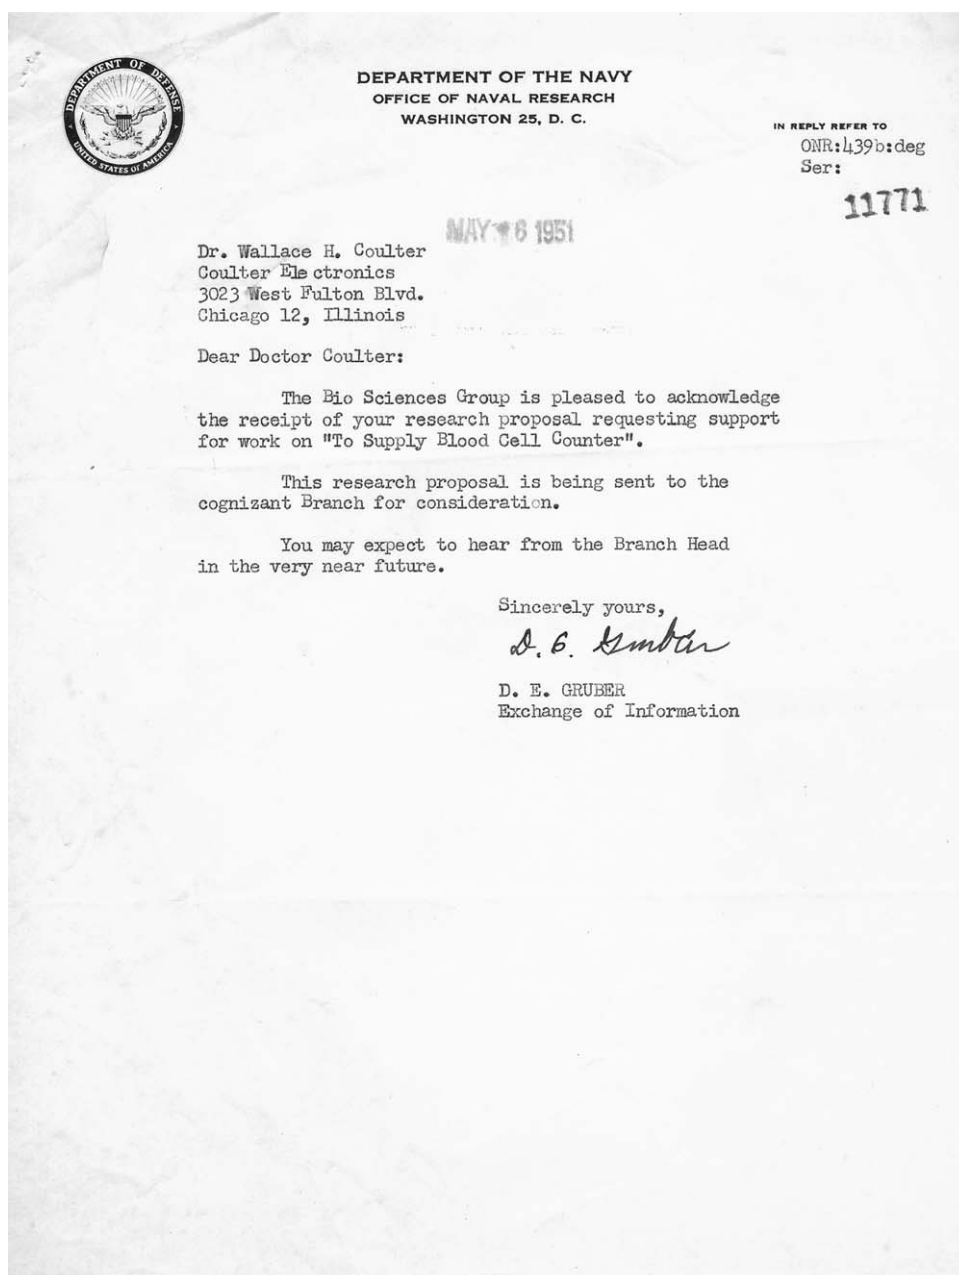 DEPARTMENT OF DEFENSE
UNITED STATES OF AMERICA
DEPARTMENT OF THE NAVY
OFFICE OF NAVAL RESEARCH
WASHINGTON 25, D. C.
IN REPLY REFER TO
ONR:439b:deg
Ser:
11771
MAY 16 1951
Dr. Wallace H. Coulter
Coulter Electronics
3023 West Fulton Blvd.
Chicago 12, Illinois
Dear Doctor Coulter:
The Bio Sciences Group is pleased to acknowledge
the receipt of your research proposal requesting support
for work on "To Supply Blood Cell Counter".
This research proposal is being sent to the
cognizant Branch for consideration.
You may expect to hear from the Branch Head
in the very near future.
Sincerely yours,
D. E. Gruber
D. E. GRUBER
Exchange of Information